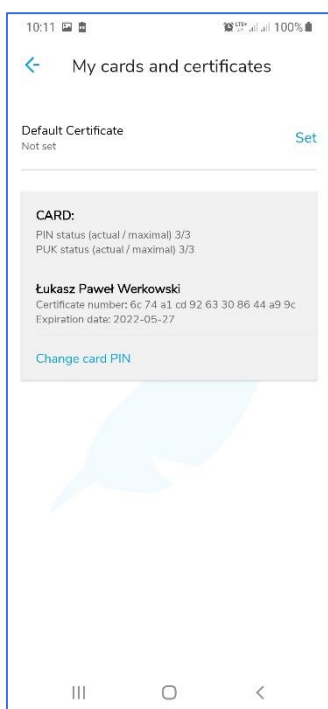 10:11 100%
My cards and certificates
Default Certificate
Not set
Set
CARD:
PIN status (actual / maximal) 3/3
PUK status (actual / maximal) 3/3
Łukasz Paweł Werkowski
Certificate number: 6c 74 a1 cd 92 63 30 86 44 a9 9c
Expiration date: 2022-05-27
Change card PIN